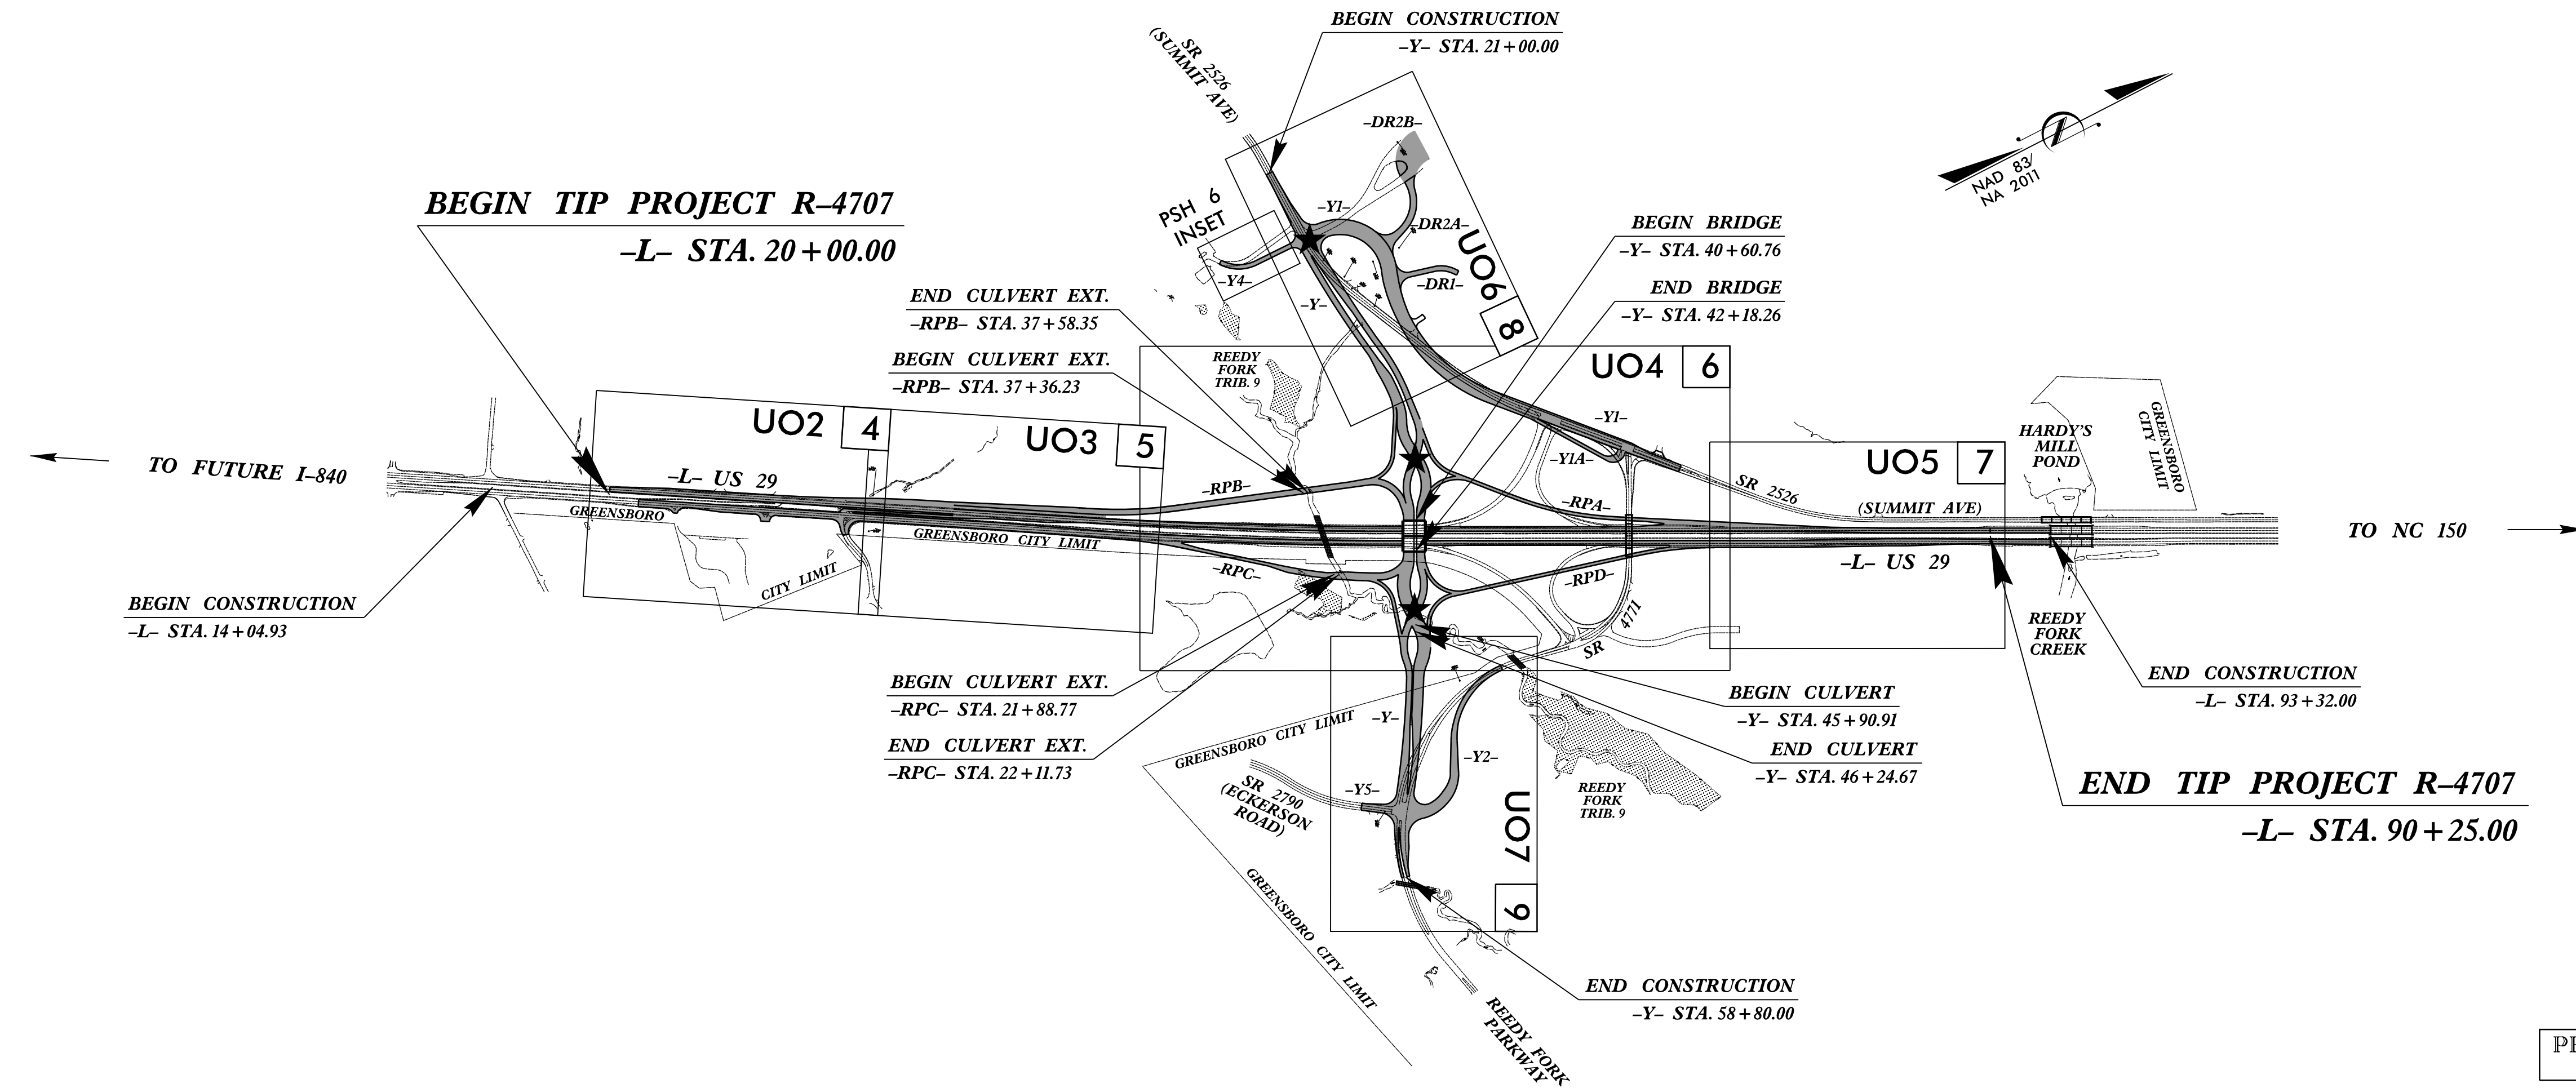 BEGIN CONSTRUCTION
–Y– STA. 21+00.00
SR 2526
(SUMMIT AVE)
–DR2B–
NAD 83/
NA 2011
BEGIN TIP PROJECT R–4707
–L– STA. 20+00.00
PSH 6
INSET
–Y1–
–DR2A–
UO6
8
–DR1–
–Y4–
–Y–
BEGIN BRIDGE
–Y– STA. 40+60.76
END BRIDGE
–Y– STA. 42+18.26
END CULVERT EXT.
–RPB– STA. 37+58.35
BEGIN CULVERT EXT.
–RPB– STA. 37+36.23
REEDY
FORK
TRIB. 9
UO4
6
UO2
4
UO3
5
–Y1–
–Y1A–
UO5
7
HARDY'S
MILL
POND
GREENSBORO
CITY LIMIT
TO FUTURE I–840
–L– US 29
–RPB–
–RPA–
SR 2526
(SUMMIT AVE)
GREENSBORO
GREENSBORO CITY LIMIT
TO NC 150
CITY LIMIT
–RPC–
–RPD–
–L– US 29
BEGIN CONSTRUCTION
–L– STA. 14+04.93
SR 4771
REEDY
FORK
CREEK
END CONSTRUCTION
–L– STA. 93+32.00
BEGIN CULVERT EXT.
–RPC– STA. 21+88.77
END CULVERT EXT.
–RPC– STA. 22+11.73
BEGIN CULVERT
–Y– STA. 45+90.91
END CULVERT
–Y– STA. 46+24.67
GREENSBORO CITY LIMIT
–Y–
–Y2–
–Y5–
SR 2790
(ECKERSON
ROAD)
REEDY
FORK
TRIB. 9
UO7
9
END TIP PROJECT R–4707
–L– STA. 90+25.00
GREENSBORO CITY LIMIT
END CONSTRUCTION
–Y– STA. 58+80.00
REEDY FORK
PARKWAY